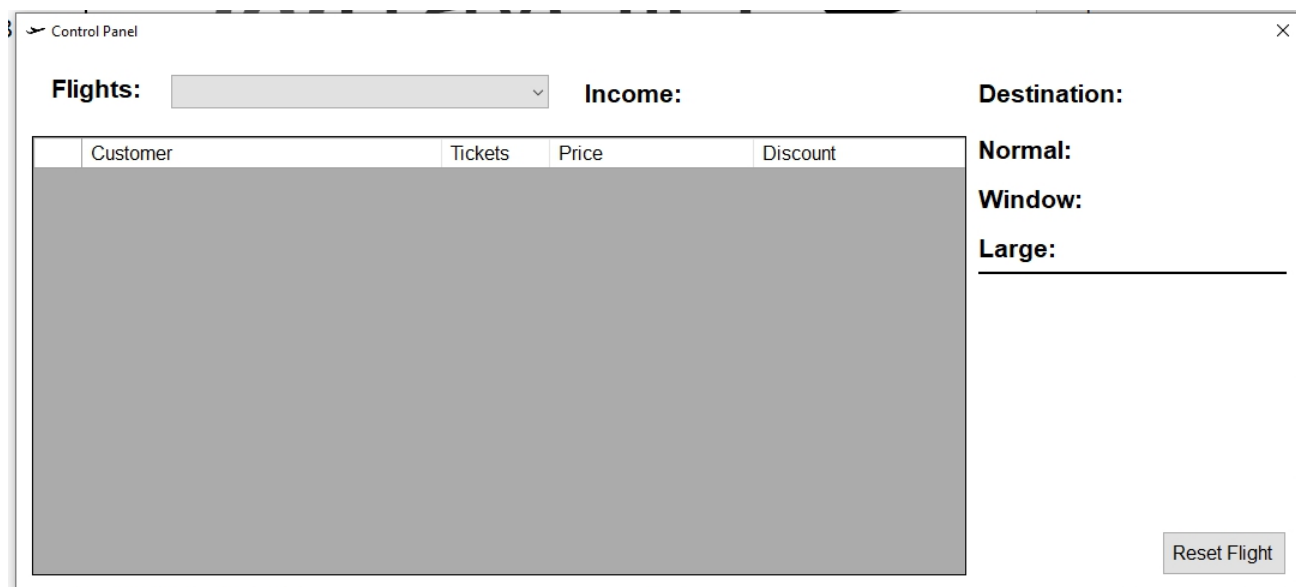 Control Panel
Flights:
Income:
Destination:
Customer Tickets Price Discount
Normal:
Window:
Large:
Reset Flight